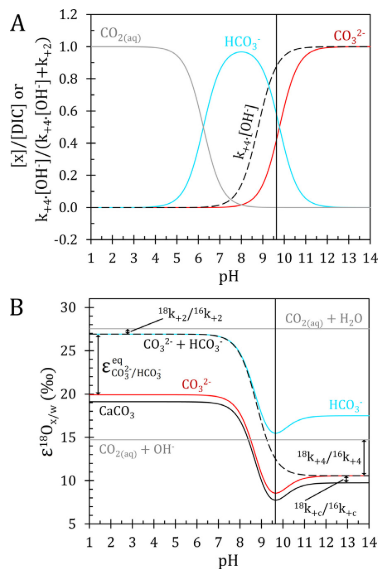 A
[x]/[DIC] or
k₊₄.[OH⁻]/(k₊₄.[OH⁻]+k₊₂)
1.2
1.0
0.8
0.6
0.4
0.2
0.0
-0.2
CO₂₍ₐq₎
HCO₃⁻
CO₃²⁻
k₊₄.[OH⁻]
1 2 3 4 5 6 7 8 9 10 11 12 13 14
pH
B
ε¹⁸Oₓ/w (‰)
30
25
20
15
10
5
¹⁸k₊₂/¹⁶k₊₂
CO₂₍ₐq₎ + H₂O
CO₃²⁻ + HCO₃⁻
ε^eq CO₃²⁻/HCO₃⁻
CO₃²⁻
HCO₃⁻
CaCO₃
CO₂₍ₐq₎ + OH⁻
¹⁸k₊₄/¹⁶k₊₄
¹⁸k₊c/¹⁶k₊c
1 2 3 4 5 6 7 8 9 10 11 12 13 14
pH